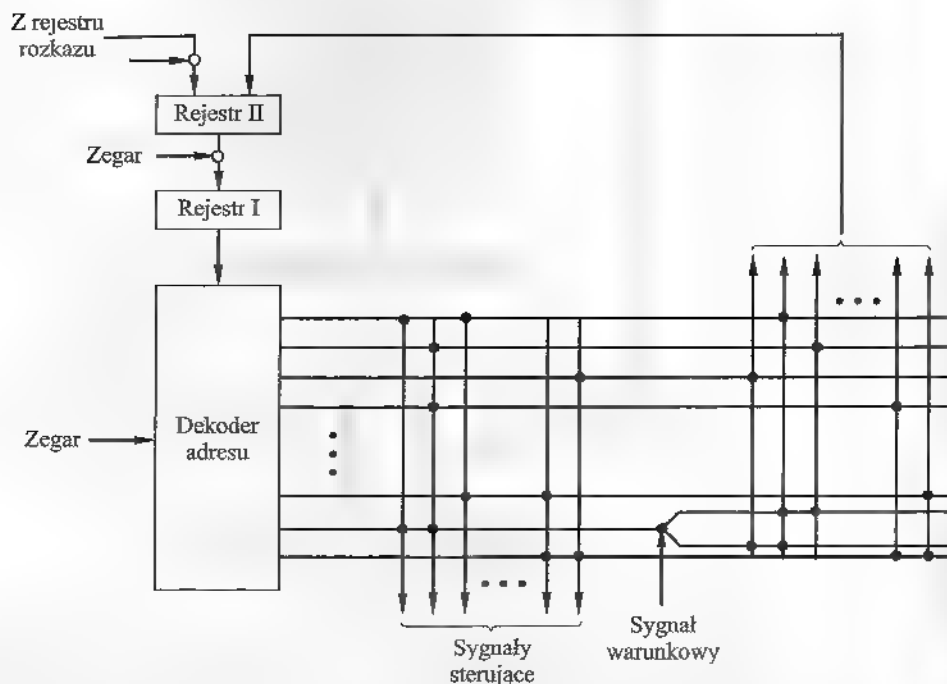 Z rejestru
rozkazu
Rejestr II
Zegar
Rejestr I
Zegar
Dekoder
adresu
Sygnały
sterujące
Sygnał
warunkowy